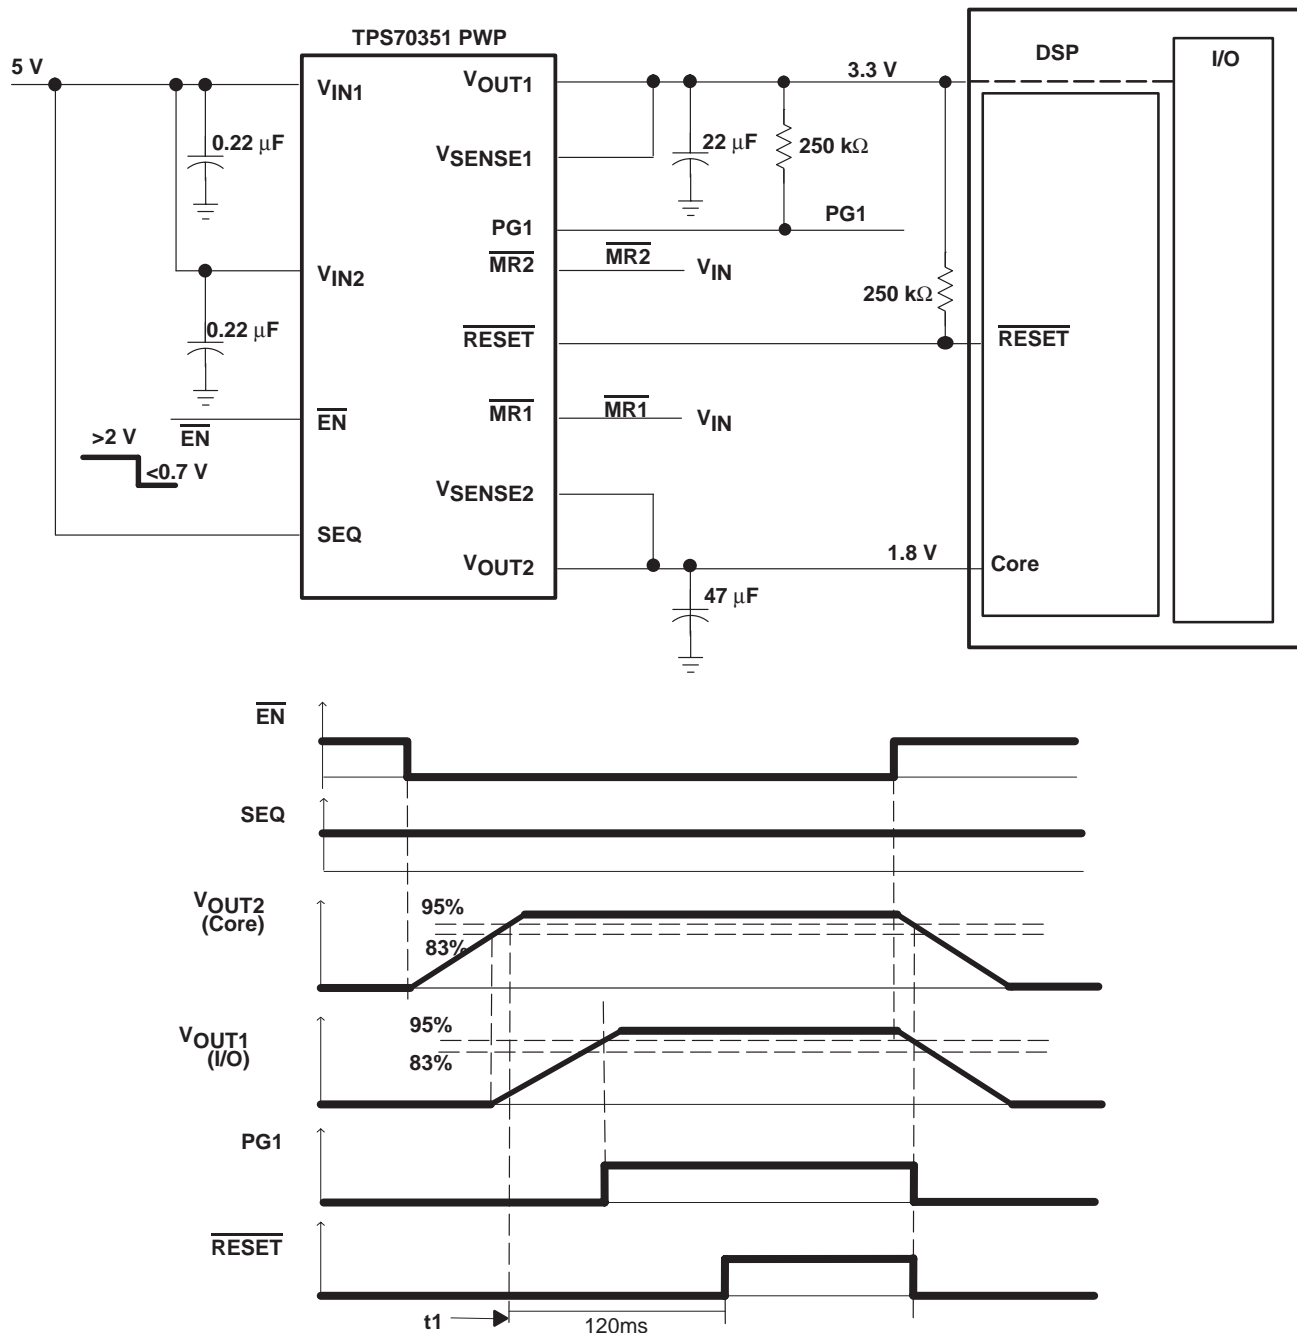 TPS70351 PWP
5 V
VIN1
VOUT1
3.3 V
DSP
I/O
0.22 μF
VSENSE1
22 μF
250 kΩ
PG1
PG1
MR2
MR2
VIN
VIN2
250 kΩ
0.22 μF
RESET
RESET
EN
EN
MR1
MR1
VIN
>2 V
<0.7 V
VSENSE2
SEQ
VOUT2
1.8 V
Core
47 μF
EN
SEQ
VOUT2
(Core)
95%
83%
VOUT1
(I/O)
95%
83%
PG1
RESET
t1
120ms